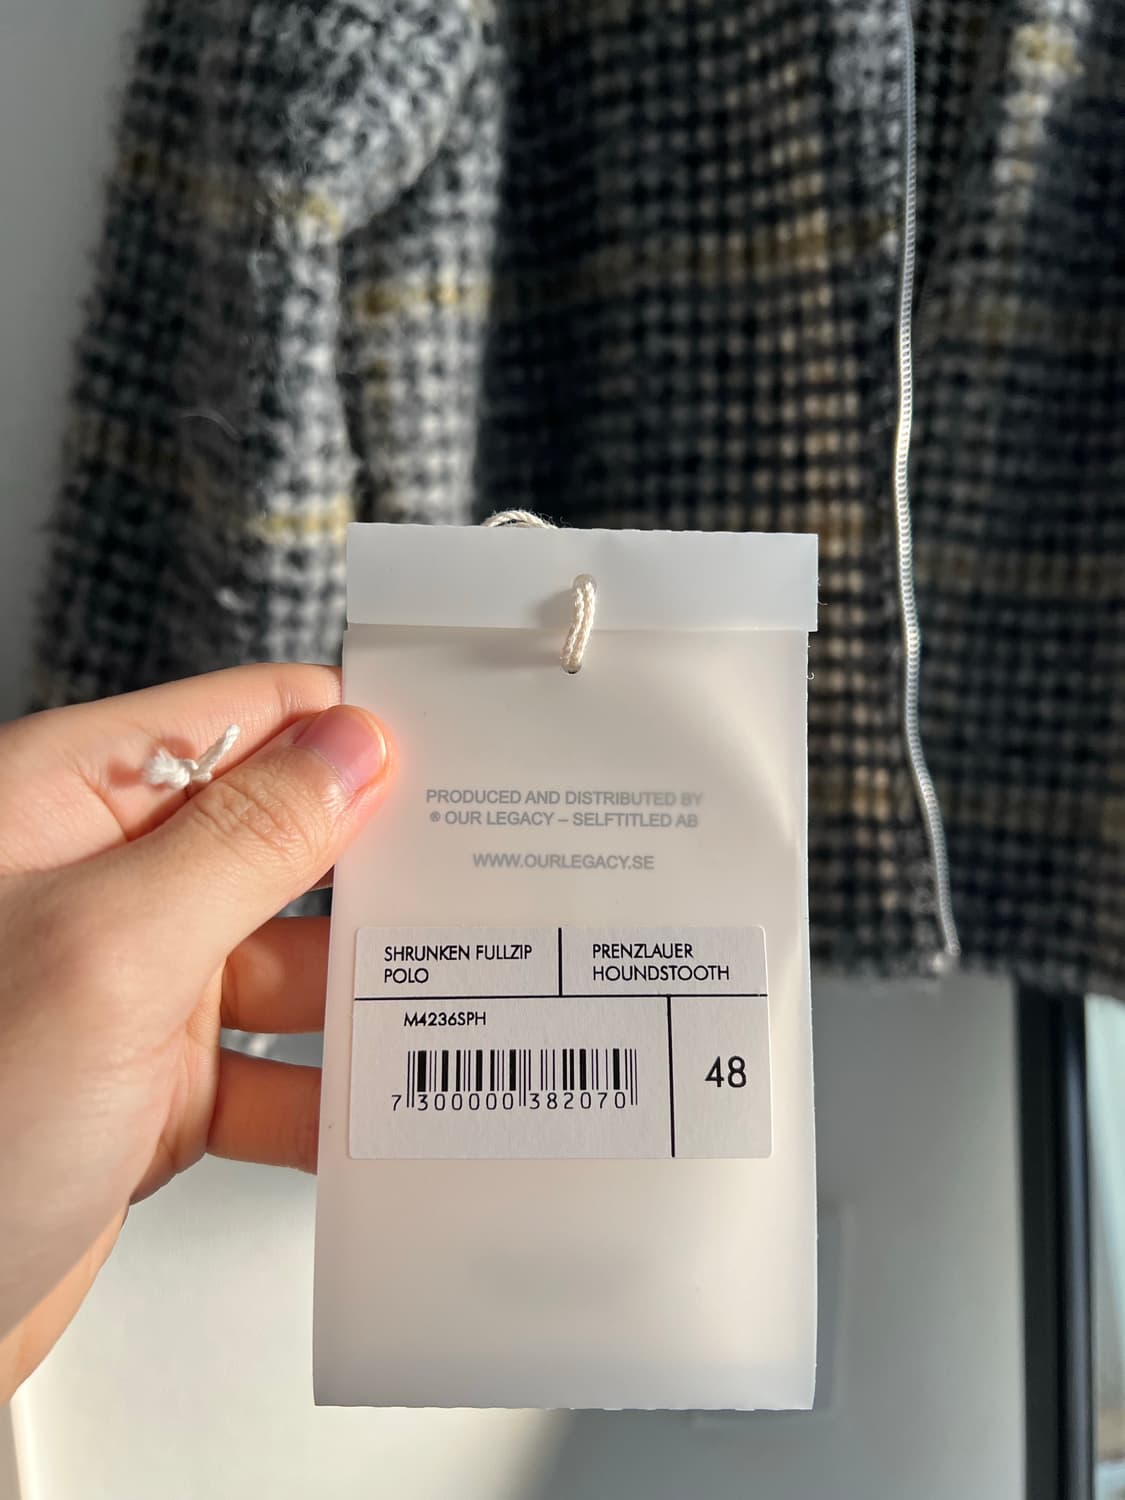 PRODUCED AND DISTRIBUTED BY
® OUR LEGACY – SELFTITLED AB
WWW.OURLEGACY.SE
SHRUNKEN FULLZIP
POLO
PRENZLAUER
HOUNDSTOOTH
M4236SPH
48
7 300000 382070